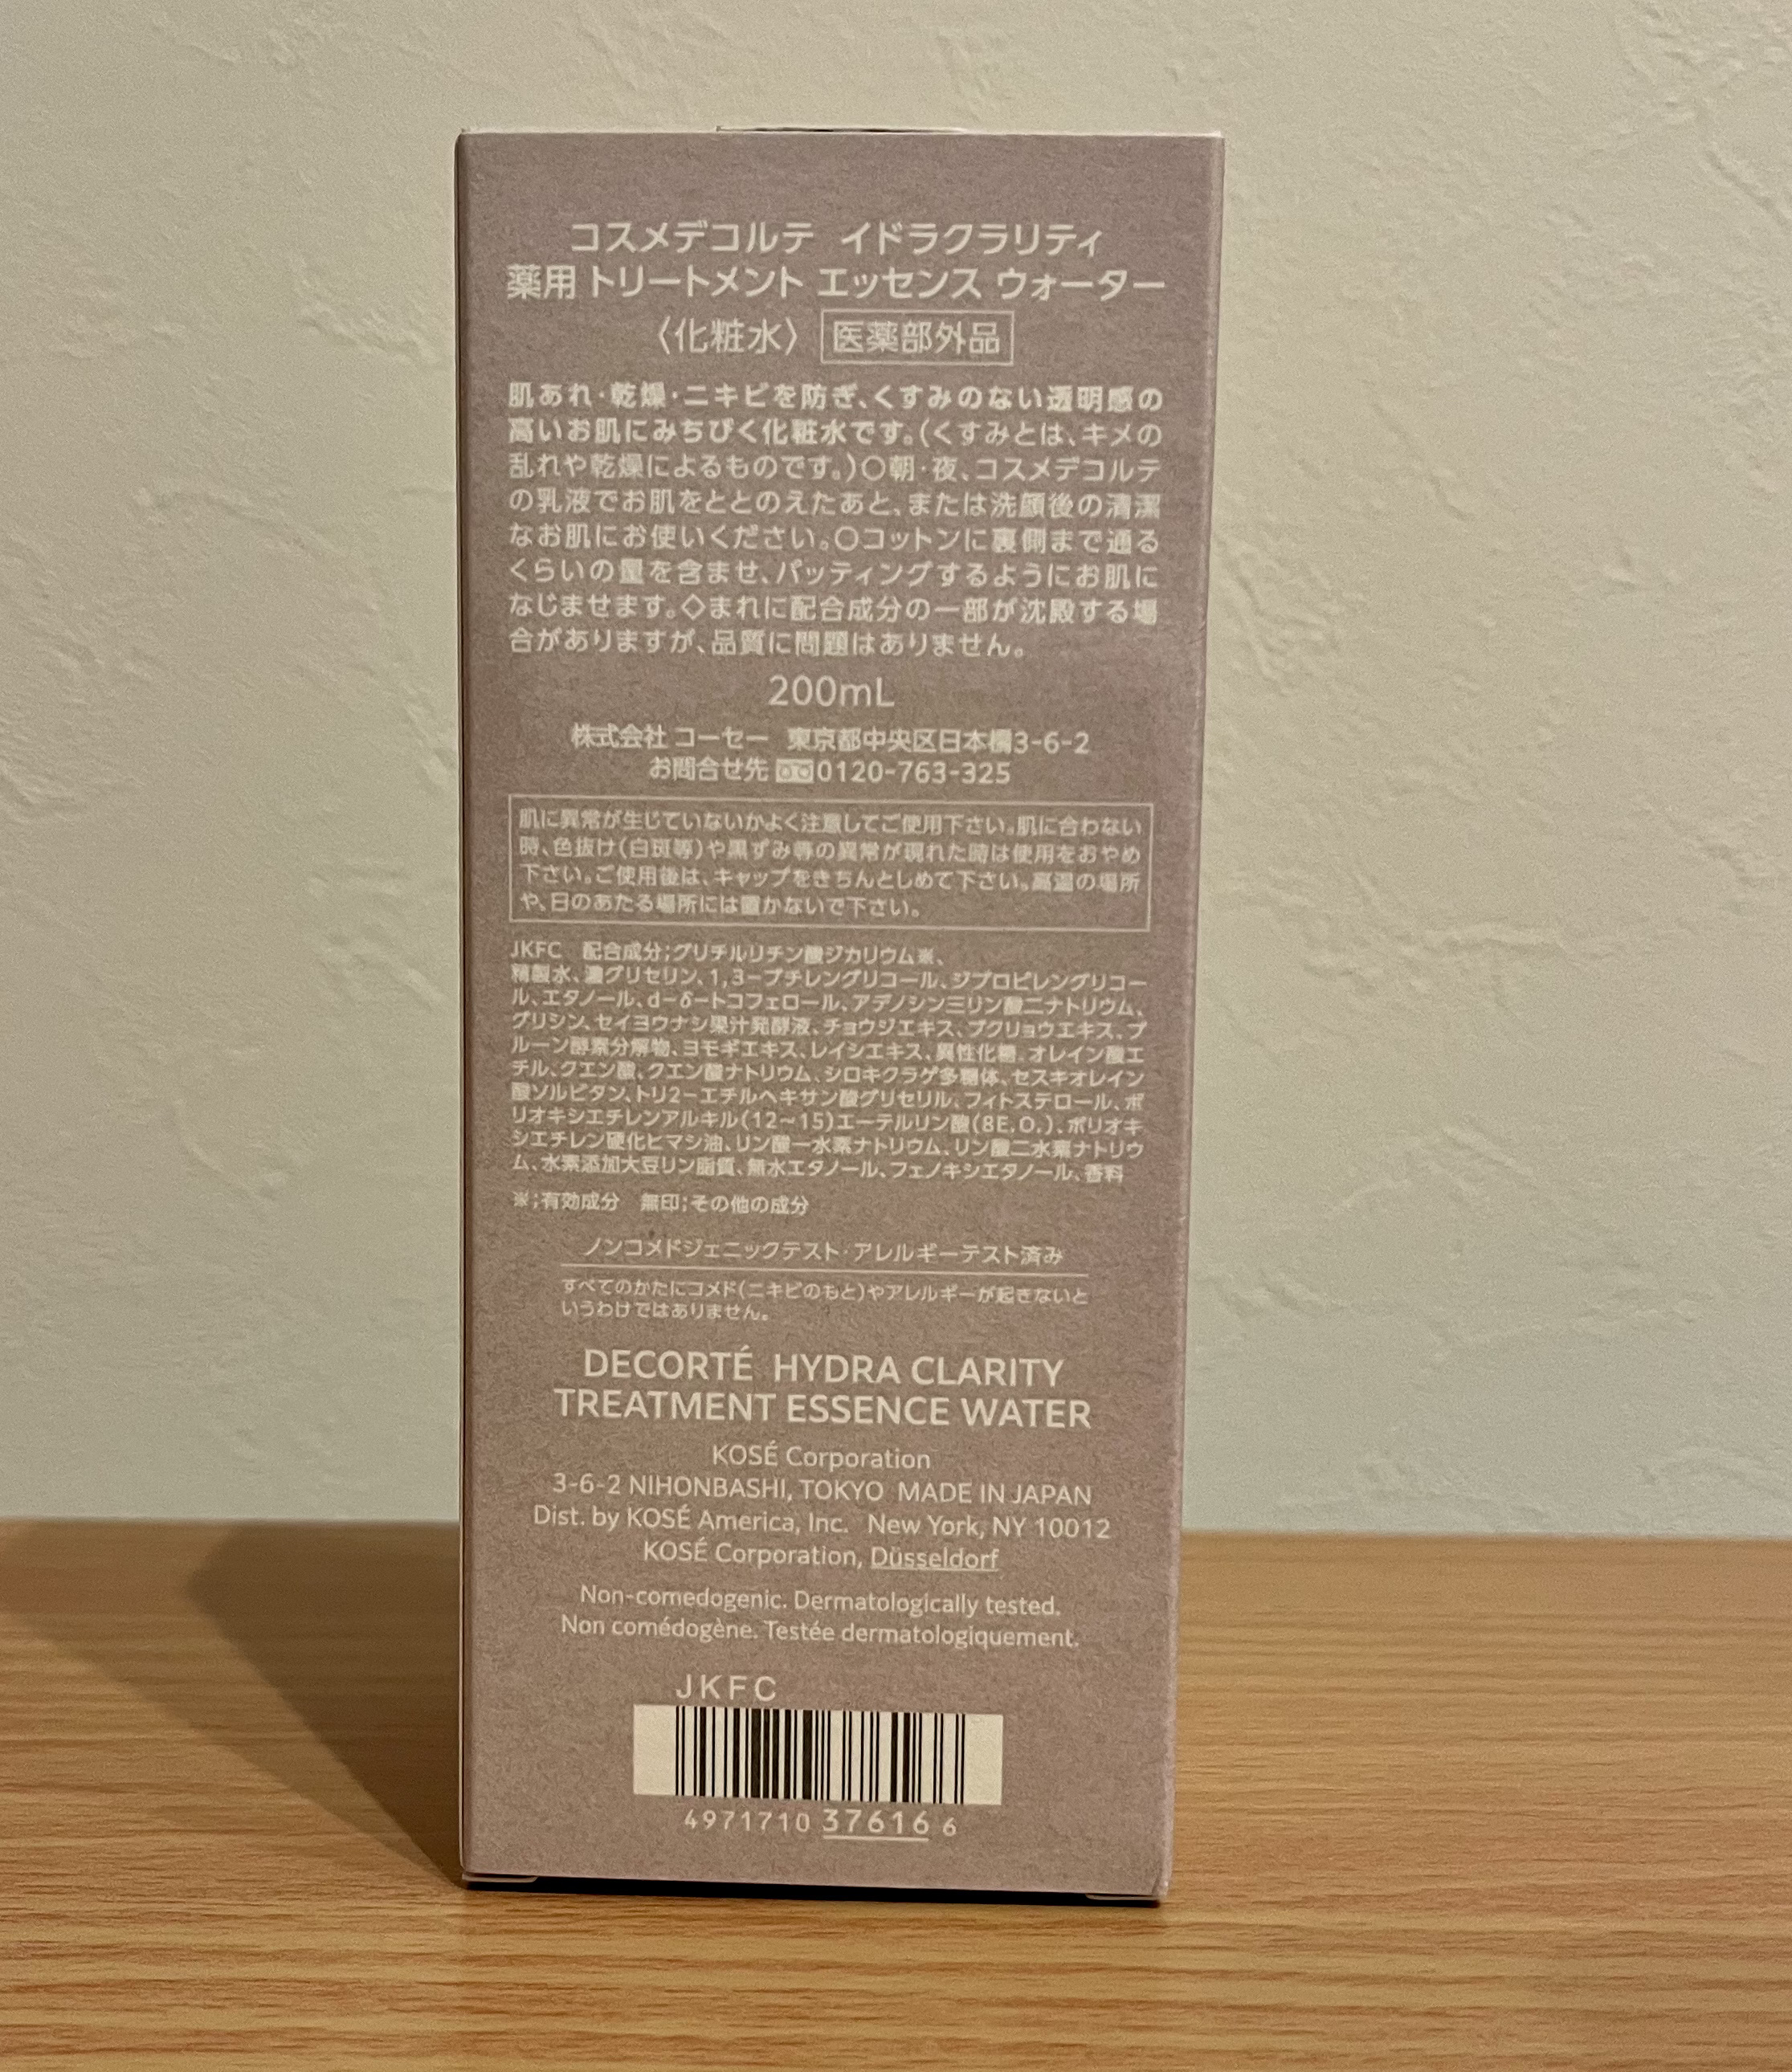 コスメデコルテ イドラクラリティ
薬用 トリートメント エッセンス ウォーター
〈化粧水〉 医薬部外品
肌あれ・乾燥・ニキビを防ぎ、くすみのない透明感の
高いお肌にみちびく化粧水です。(くすみとは、キメの
乱れや乾燥によるものです。)○朝・夜、コスメデコルテ
の乳液でお肌をととのえたあと、または洗顔後の清潔
なお肌にお使いください。○コットンに裏側まで通る
くらいの量を含ませ、パッティングするようにお肌に
なじませます。◇まれに配合成分の一部が沈殿する場
合がありますが、品質に問題はありません。
200mL
株式会社 コーセー 東京都中央区日本橋3-6-2
お問合せ先 0120-763-325
肌に異常が生じていないかよく注意してご使用下さい。肌に合わない
時、色抜け(白斑等)や黒ずみ等の異常が現れた時は使用をおやめ
下さい。ご使用後は、キャップをきちんとしめて下さい。高温の場所
や、日のあたる場所には置かないで下さい。
JKFC 配合成分;グリチルリチン酸ジカリウム※、
精製水、濃グリセリン、1,3-ブチレングリコール、ジプロピレングリコー
ル、エタノール、d-δ-トコフェロール、アデノシン三リン酸二ナトリウム、
グリシン、セイヨウナシ果汁発酵液、チョウジエキス、ブクリョウエキス、プ
ルーン酵素分解物、ヨモギエキス、レイシエキス、異性化糖、オレイン酸エ
チル、クエン酸、クエン酸ナトリウム、シロキクラゲ多糖体、セスキオレイン
酸ソルビタン、トリ2-エチルヘキサン酸グリセリル、フィトステロール、ポ
リオキシエチレンアルキル(12~15)エーテルリン酸(8E.O.)、ポリオキ
シエチレン硬化ヒマシ油、リン酸一水素ナトリウム、リン酸二水素ナトリウ
ム、水素添加大豆リン脂質、無水エタノール、フェノキシエタノール、香料
※;有効成分 無印;その他の成分
ノンコメドジェニックテスト・アレルギーテスト済み
すべてのかたにコメド(ニキビのもと)やアレルギーが起きないと
いうわけではありません。
DECORTÉ HYDRA CLARITY
TREATMENT ESSENCE WATER
KOSÉ Corporation
3-6-2 NIHONBASHI, TOKYO MADE IN JAPAN
Dist. by KOSÉ America, Inc. New York, NY 10012
KOSÉ Corporation, Düsseldorf
Non-comedogenic. Dermatologically tested.
Non comédogène. Testée dermatologiquement.
JKFC
4971710 37616 6